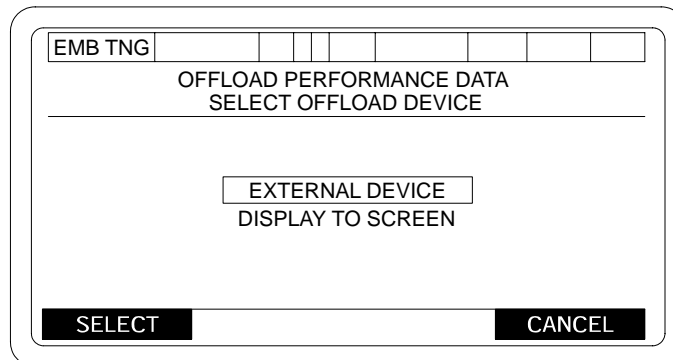 EMB TNG
OFFLOAD PERFORMANCE DATA
SELECT OFFLOAD DEVICE
EXTERNAL DEVICE
DISPLAY TO SCREEN
SELECT CANCEL